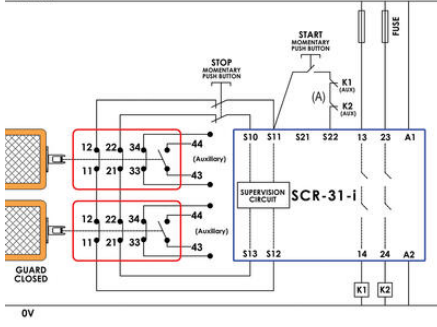 START
MOMENTARY
PUSH BUTTON
FUSE
STOP
MOMENTARY
PUSH BUTTON
K1
(AUX)
(A)
K2
(AUX)
S10 S11 S21 S22 13 23 A1
12 22 34
44
(Auxiliary)
11 21 33
43
SUPERVISION
CIRCUIT
SCR-31-i
12 22 34
44
(Auxiliary)
11 21 33
43
S13 S12 14 24 A2
GUARD
CLOSED
K1 K2
0V